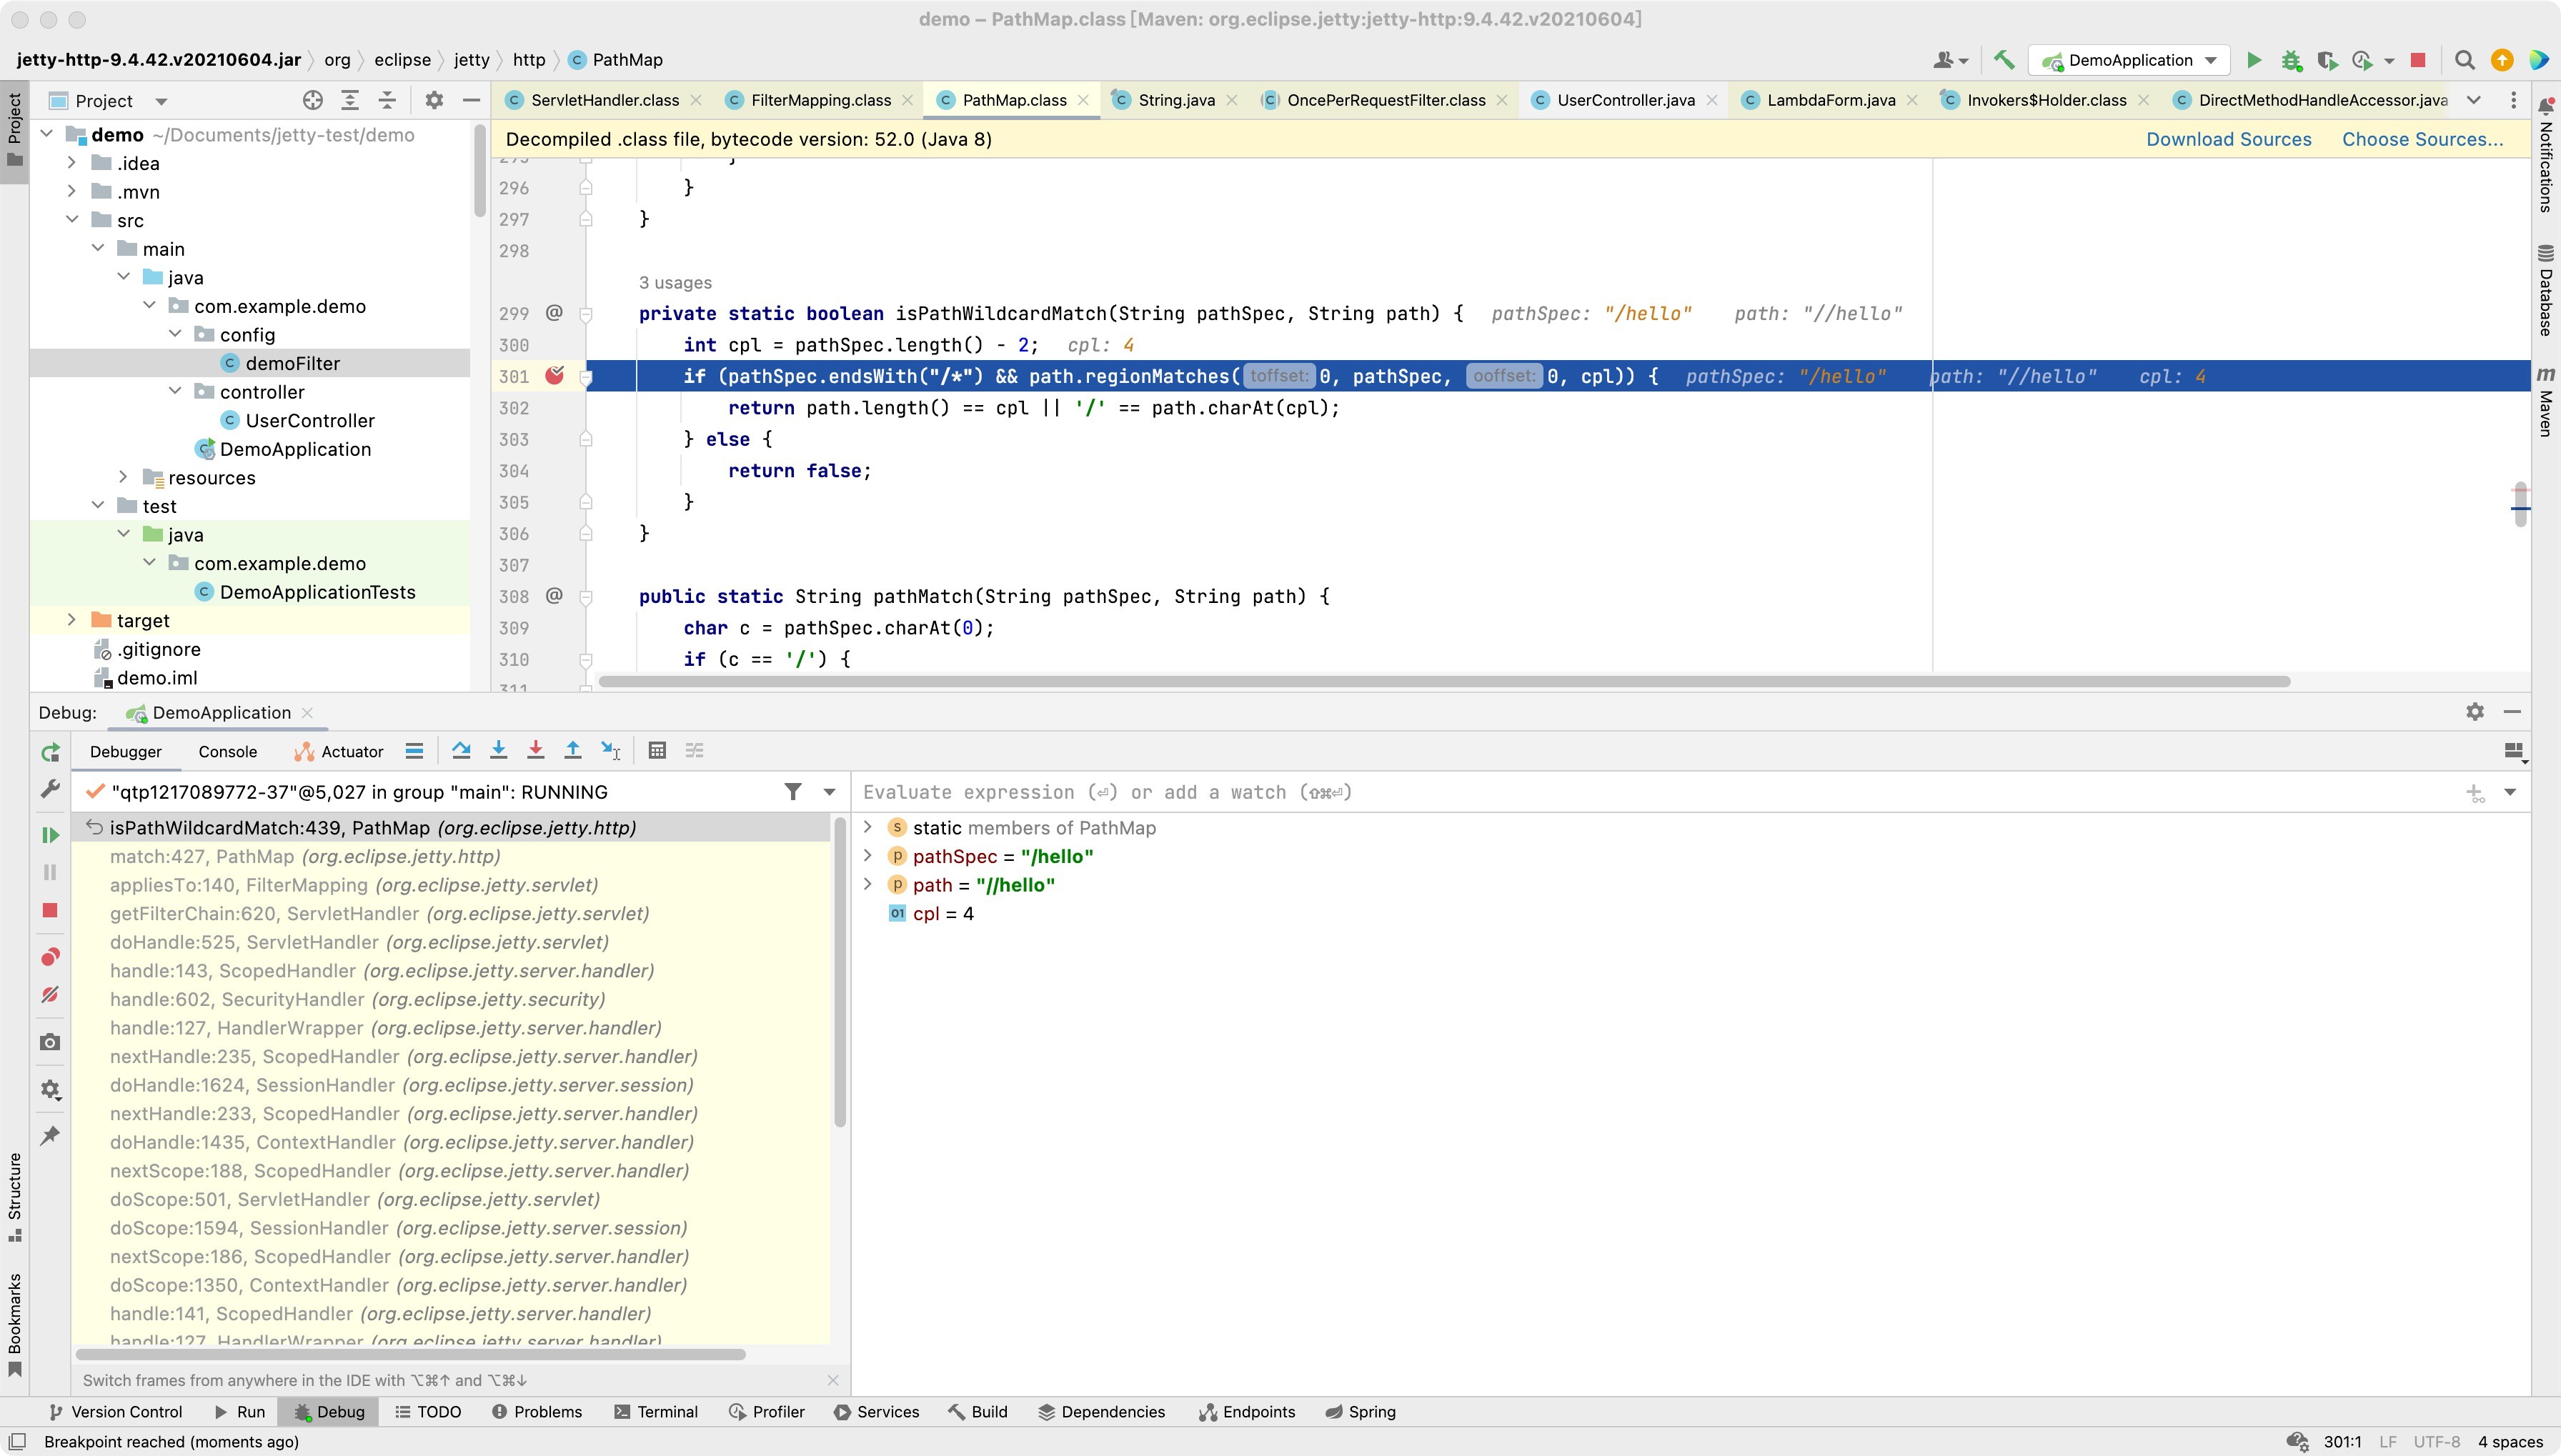 demo – PathMap.class [Maven: org.eclipse.jetty:jetty-http:9.4.42.v20210604]
jetty-http-9.4.42.v20210604.jar org eclipse jetty http PathMap
DemoApplication
Project
Project
ServletHandler.class FilterMapping.class PathMap.class String.java OncePerRequestFilter.class UserController.java LambdaForm.java Invokers$Holder.class DirectMethodHandleAccessor.java
Notifications
Database
Maven
demo ~/Documents/jetty-test/demo
.idea
.mvn
src
main
java
com.example.demo
config
demoFilter
controller
UserController
DemoApplication
resources
test
java
com.example.demo
DemoApplicationTests
target
.gitignore
demo.iml
Decompiled .class file, bytecode version: 52.0 (Java 8)
Download Sources Choose Sources...
296 }
297 }
298
3 usages
299 @ private static boolean isPathWildcardMatch(String pathSpec, String path) { pathSpec: "/hello" path: "//hello"
300 int cpl = pathSpec.length() - 2; cpl: 4
301 if (pathSpec.endsWith("/*") && path.regionMatches( toffset: 0, pathSpec, ooffset: 0, cpl)) { pathSpec: "/hello" path: "//hello" cpl: 4
302 return path.length() == cpl || '/' == path.charAt(cpl);
303 } else {
304 return false;
305 }
306 }
307
308 @ public static String pathMatch(String pathSpec, String path) {
309 char c = pathSpec.charAt(0);
310 if (c == '/') {
311
Debug: DemoApplication
Debugger Console Actuator
"qtp1217089772-37"@5,027 in group "main": RUNNING
isPathWildcardMatch:439, PathMap (org.eclipse.jetty.http)
match:427, PathMap (org.eclipse.jetty.http)
appliesTo:140, FilterMapping (org.eclipse.jetty.servlet)
getFilterChain:620, ServletHandler (org.eclipse.jetty.servlet)
doHandle:525, ServletHandler (org.eclipse.jetty.servlet)
handle:143, ScopedHandler (org.eclipse.jetty.server.handler)
handle:602, SecurityHandler (org.eclipse.jetty.security)
handle:127, HandlerWrapper (org.eclipse.jetty.server.handler)
nextHandle:235, ScopedHandler (org.eclipse.jetty.server.handler)
doHandle:1624, SessionHandler (org.eclipse.jetty.server.session)
nextHandle:233, ScopedHandler (org.eclipse.jetty.server.handler)
doHandle:1435, ContextHandler (org.eclipse.jetty.server.handler)
nextScope:188, ScopedHandler (org.eclipse.jetty.server.handler)
doScope:501, ServletHandler (org.eclipse.jetty.servlet)
doScope:1594, SessionHandler (org.eclipse.jetty.server.session)
nextScope:186, ScopedHandler (org.eclipse.jetty.server.handler)
doScope:1350, ContextHandler (org.eclipse.jetty.server.handler)
handle:141, ScopedHandler (org.eclipse.jetty.server.handler)
handle:127, HandlerWrapper (org.eclipse.jetty.server.handler)
Switch frames from anywhere in the IDE with ⌥⌘↑ and ⌥⌘↓
Evaluate expression (⏎) or add a watch (⇧⌘⏎)
static members of PathMap
pathSpec = "/hello"
path = "//hello"
cpl = 4
Structure
Bookmarks
Version Control Run Debug TODO Problems Terminal Profiler Services Build Dependencies Endpoints Spring
Breakpoint reached (moments ago)
301:1 LF UTF-8 4 spaces